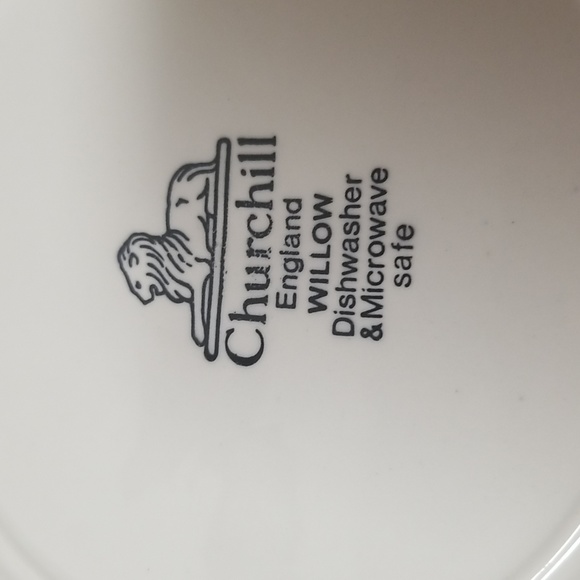 Churchill
England
WILLOW
Dishwasher
&Microwave
safe